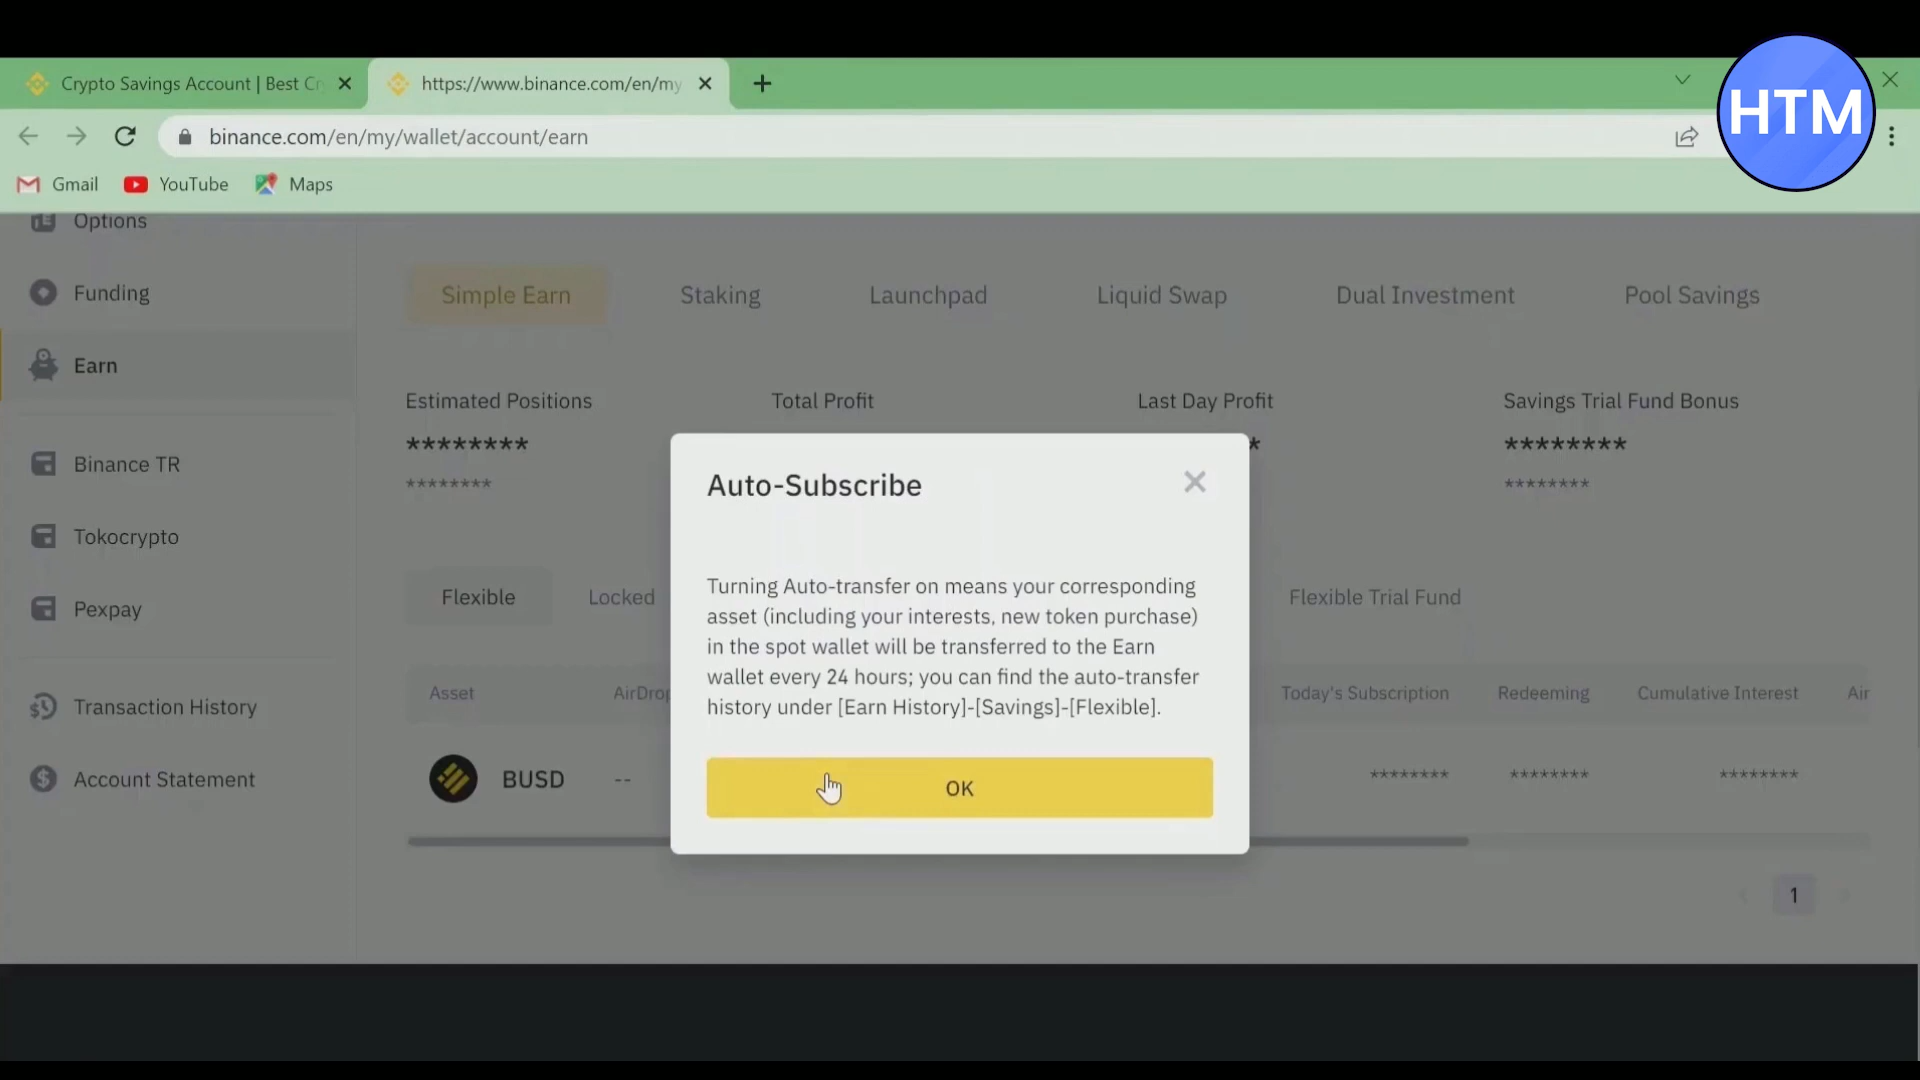 Crypto Savings Account | Best Cr
https://www.binance.com/en/my
HTM
binance.com/en/my/wallet/account/earn
Gmail
YouTube
Maps
Options
Funding
Earn
Binance TR
Tokocrypto
Pexpay
Transaction History
Account Statement
Simple Earn
Staking
Launchpad
Liquid Swap
Dual Investment
Pool Savings
Estimated Positions
********
********
Total Profit
Last Day Profit
*
Savings Trial Fund Bonus
********
********
Flexible
Locked
Flexible Trial Fund
Asset
AirDrop
Today's Subscription
Redeeming
Cumulative Interest
Air
BUSD
--
********
********
********
1
Auto-Subscribe
Turning Auto-transfer on means your corresponding
asset (including your interests, new token purchase)
in the spot wallet will be transferred to the Earn
wallet every 24 hours; you can find the auto-transfer
history under [Earn History]-[Savings]-[Flexible].
OK